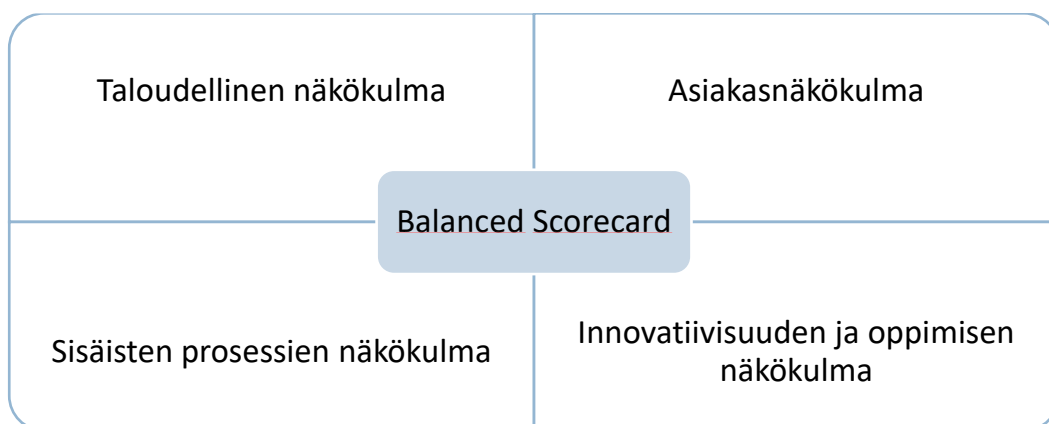 Taloudellinen näkökulma
Asiakasnäkökulma
Balanced Scorecard
Sisäisten prosessien näkökulma
Innovatiivisuuden ja oppimisen
näkökulma